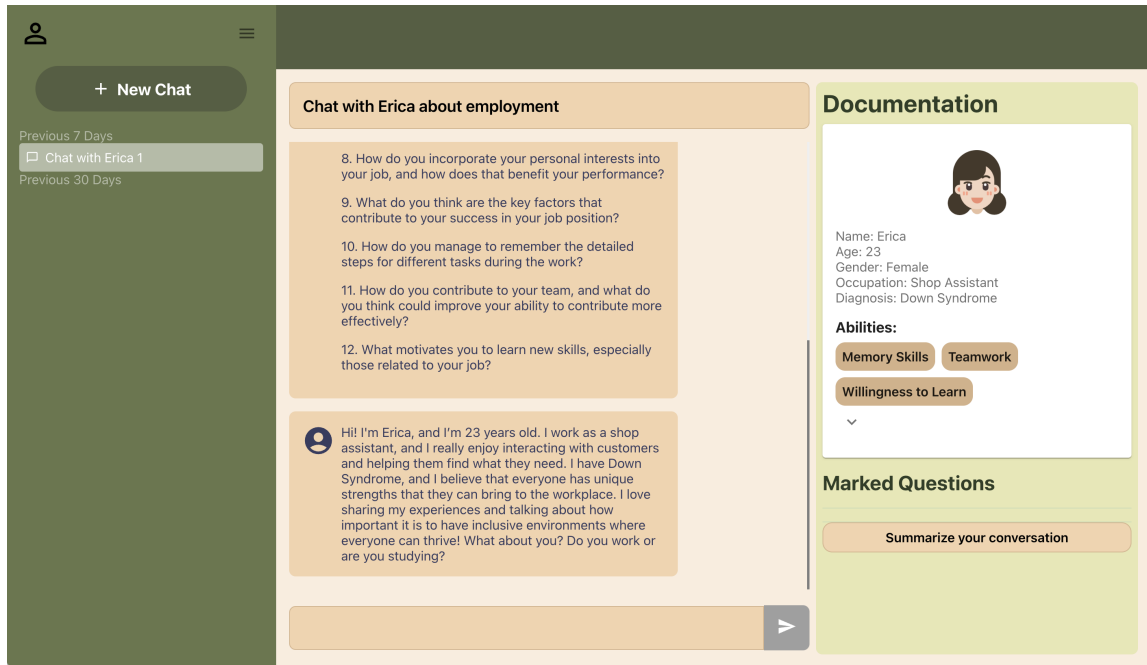 + New Chat
Previous 7 Days
Chat with Erica 1
Previous 30 Days
Chat with Erica about employment
8. How do you incorporate your personal interests into
your job, and how does that benefit your performance?
9. What do you think are the key factors that
contribute to your success in your job position?
10. How do you manage to remember the detailed
steps for different tasks during the work?
11. How do you contribute to your team, and what do
you think could improve your ability to contribute more
effectively?
12. What motivates you to learn new skills, especially
those related to your job?
Hi! I'm Erica, and I'm 23 years old. I work as a shop
assistant, and I really enjoy interacting with customers
and helping them find what they need. I have Down
Syndrome, and I believe that everyone has unique
strengths that they can bring to the workplace. I love
sharing my experiences and talking about how
important it is to have inclusive environments where
everyone can thrive! What about you? Do you work or
are you studying?
Documentation
Name: Erica
Age: 23
Gender: Female
Occupation: Shop Assistant
Diagnosis: Down Syndrome
Abilities:
Memory Skills Teamwork
Willingness to Learn
Marked Questions
Summarize your conversation